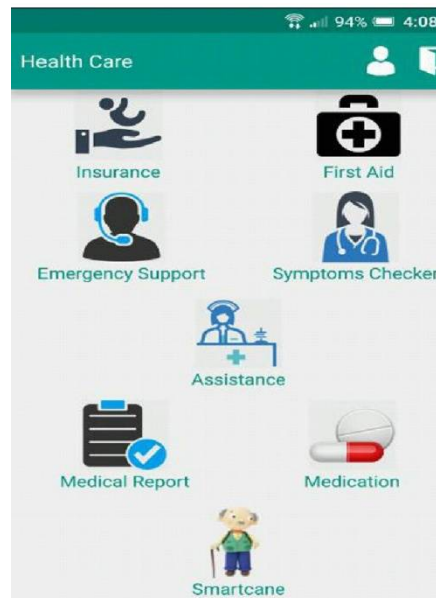 94% 4:08
Health Care
Insurance First Aid
Emergency Support Symptoms Checker
Assistance
Medical Report Medication
Smartcane